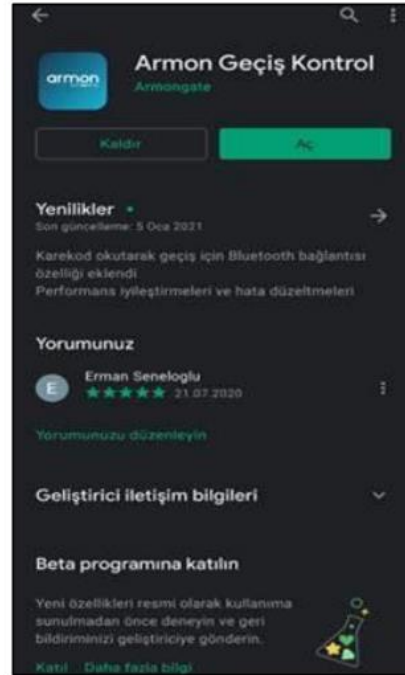 armon
Armon Geçiş Kontrol
Armongate
Kaldır
Aç
Yenilikler
Son güncelleme: 5 Oca 2021
Karekod okutarak geçiş için Bluetooth bağlantısı
özelliği eklendi
Performans iyileştirmeleri ve hata düzeltmeleri
Yorumunuz
E
Erman Seneloglu
21.07.2020
Yorumunuzu düzenleyin
Geliştirici iletişim bilgileri
Beta programına katılın
Yeni özellikleri resmi olarak kullanıma
sunulmadan önce deneyin ve geri
bildiriminizi geliştiriciye gönderin.
Katıl Daha fazla bilgi